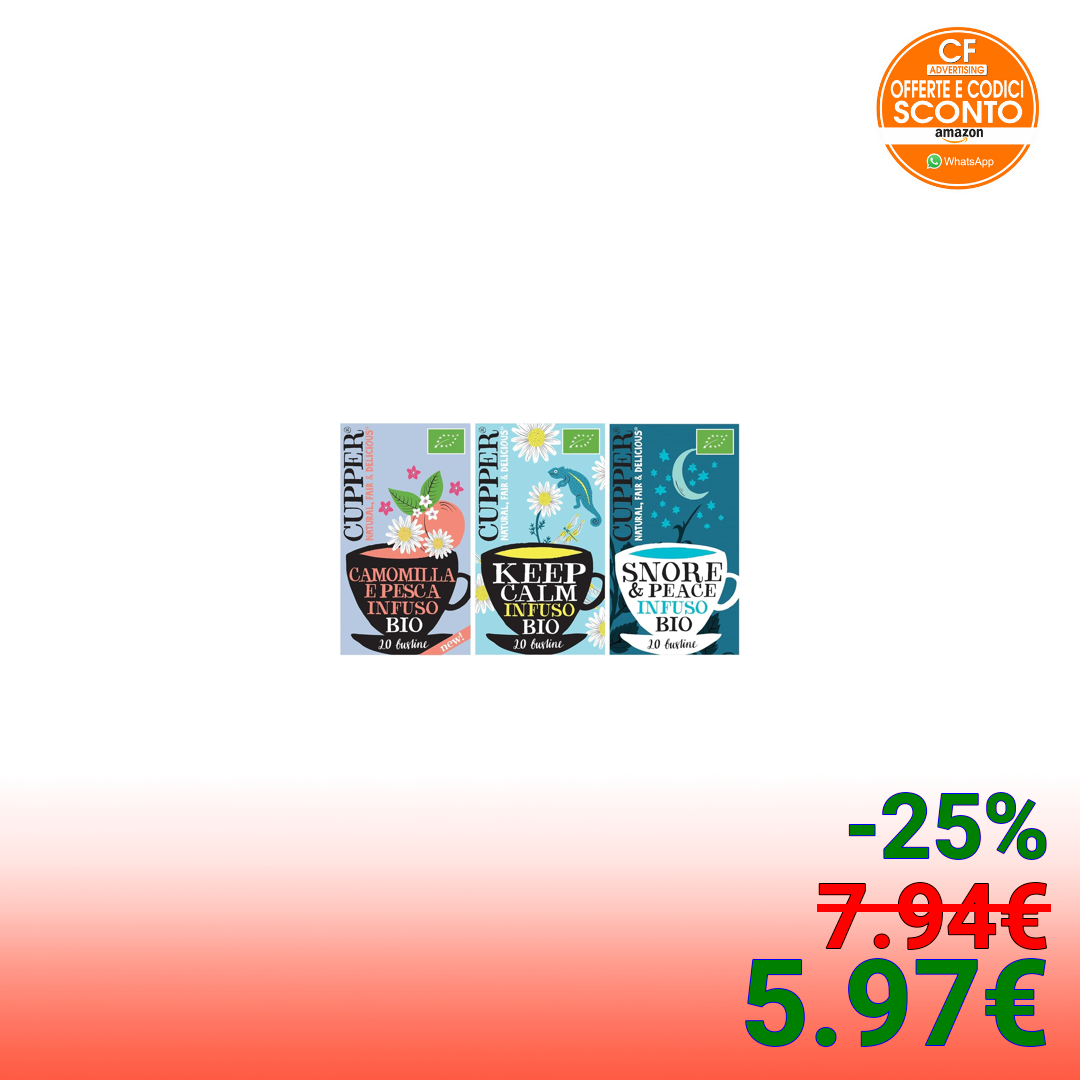 CF
ADVERTISING
OFFERTE E CODICI
SCONTO
amazon
WhatsApp
CUPPER®
NATURAL, FAIR & DELICIOUS®
CAMOMILLA
E PESCA
INFUSO
BIO
20 bustine
new!
CUPPER®
NATURAL, FAIR & DELICIOUS®
KEEP
CALM
INFUSO
BIO
20 bustine
CUPPER®
NATURAL, FAIR & DELICIOUS®
SNORE
& PEACE
INFUSO
BIO
20 bustine
-25%
7.94€
5.97€